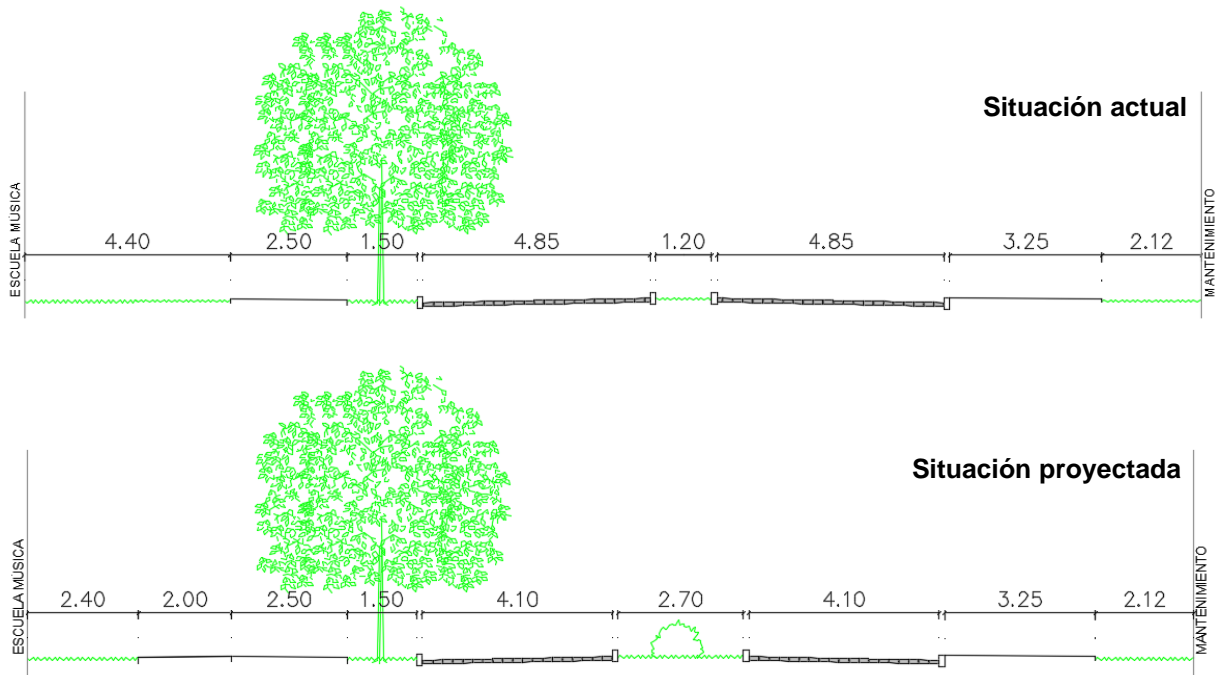 Situación actual
ESCUELA MÚSICA
4.40 2.50 1.50 4.85 1.20 4.85 3.25 2.12
MANTENIMIENTO
Situación proyectada
ESCUELA MÚSICA
2.40 2.00 2.50 1.50 4.10 2.70 4.10 3.25 2.12
MANTENIMIENTO